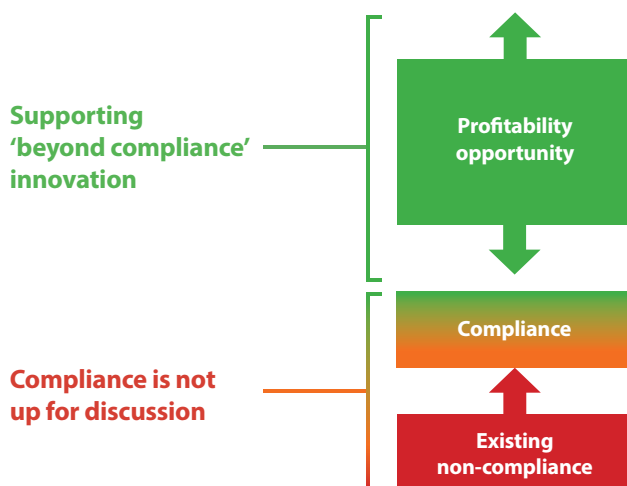 Supporting
‘beyond compliance’
innovation
Profitability
opportunity
Compliance
Compliance is not
up for discussion
Existing
non-compliance